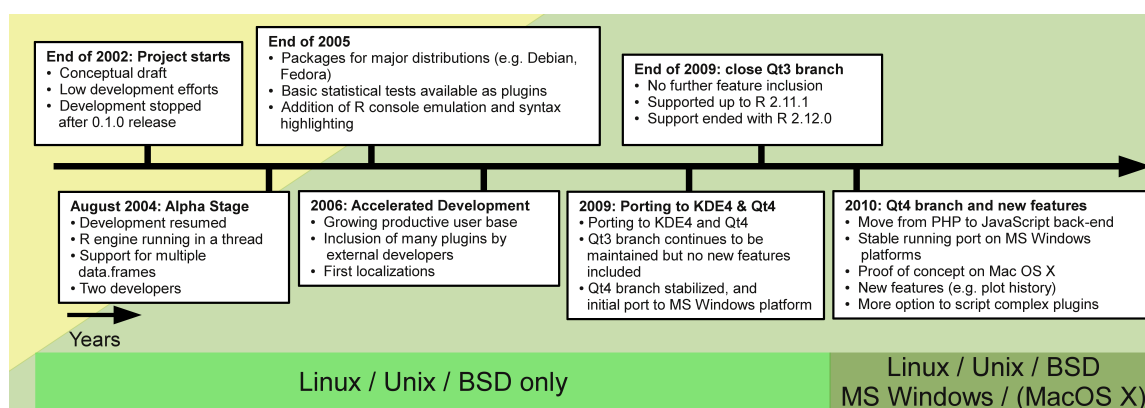 End of 2002: Project starts
• Conceptual draft
• Low development efforts
• Development stopped
after 0.1.0 release
End of 2005
• Packages for major distributions (e.g. Debian,
Fedora)
• Basic statistical tests available as plugins
• Addition of R console emulation and syntax
highlighting
End of 2009: close Qt3 branch
• No further feature inclusion
• Supported up to R 2.11.1
• Support ended with R 2.12.0
August 2004: Alpha Stage
• Development resumed
• R engine running in a thread
• Support for multiple
data.frames
• Two developers
2006: Accelerated Development
• Growing productive user base
• Inclusion of many plugins by
external developers
• First localizations
2009: Porting to KDE4 & Qt4
• Porting to KDE4 and Qt4
• Qt3 branch continues to be
maintained but no new features
included
• Qt4 branch stabilized, and
initial port to MS Windows platform
2010: Qt4 branch and new features
• Move from PHP to JavaScript back-end
• Stable running port on MS Windows
platforms
• Proof of concept on Mac OS X
• New features (e.g. plot history)
• More option to script complex plugins
Years
Linux / Unix / BSD only
Linux / Unix / BSD
MS Windows / (MacOS X)